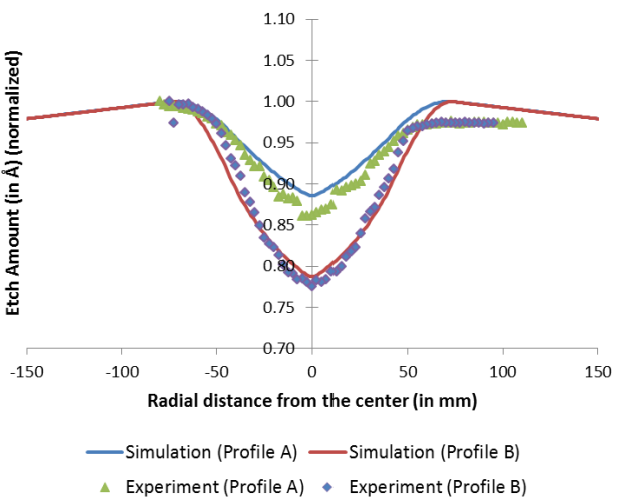 Etch Amount (in Å) (normalized)
1.10
1.05
1.00
0.95
0.90
0.85
0.80
0.75
0.70
-150 -100 -50 0 50 100 150
Radial distance from the center (in mm)
Simulation (Profile A) Simulation (Profile B)
Experiment (Profile A) Experiment (Profile B)